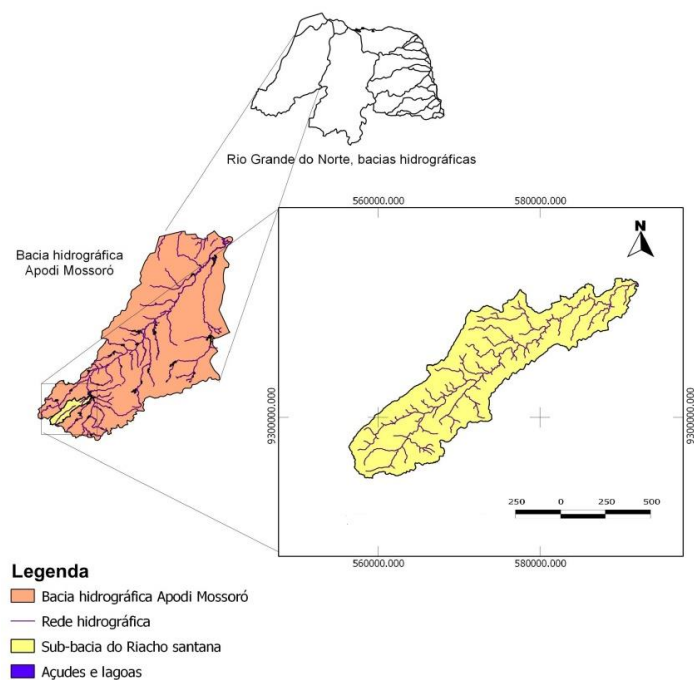 Rio Grande do Norte, bacias hidrográficas
Bacia hidrográfica
Apodi Mossoró
560000.000
580000.000
N
9300000.000
9300000.000
250
0
250
500
560000.000
580000.000
Legenda
Bacia hidrográfica Apodi Mossoró
Rede hidrográfica
Sub-bacia do Riacho santana
Açudes e lagoas